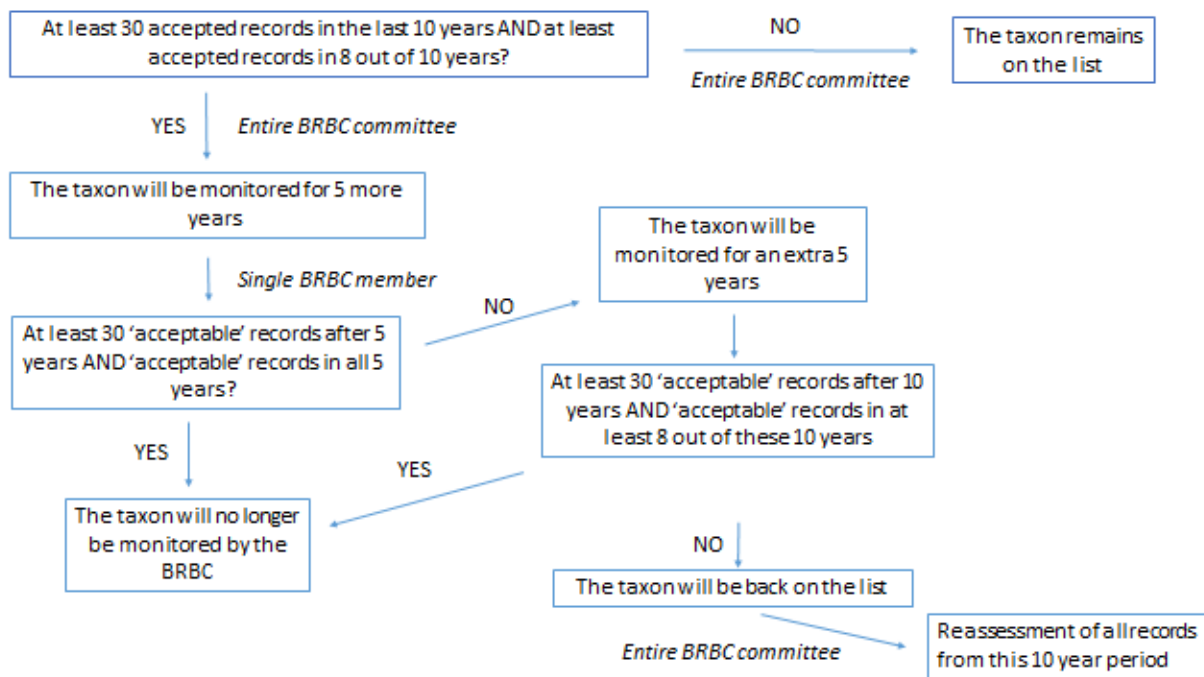 At least 30 accepted records in the last 10 years AND at least
accepted records in 8 out of 10 years?
NO
Entire BRBC committee
The taxon remains
on the list
YES
Entire BRBC committee
The taxon will be monitored for 5 more
years
Single BRBC member
The taxon will be
monitored for an extra 5
years
NO
At least 30 ‘acceptable’ records after 5
years AND ‘acceptable’ records in all 5
years?
At least 30 ‘acceptable’ records after 10
years AND ‘acceptable’ records in at
least 8 out of these 10 years
YES
YES
The taxon will no longer
be monitored by the
BRBC
NO
The taxon will be back on the list
Entire BRBC committee
Reassessment of all records
from this 10 year period